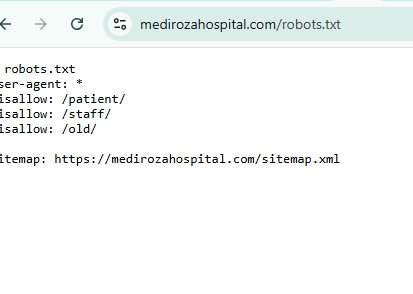 medirozahospital.com/robots.txt
robots.txt
ser-agent: *
isallow: /patient/
isallow: /staff/
isallow: /old/
itemap: https://medirozahospital.com/sitemap.xml